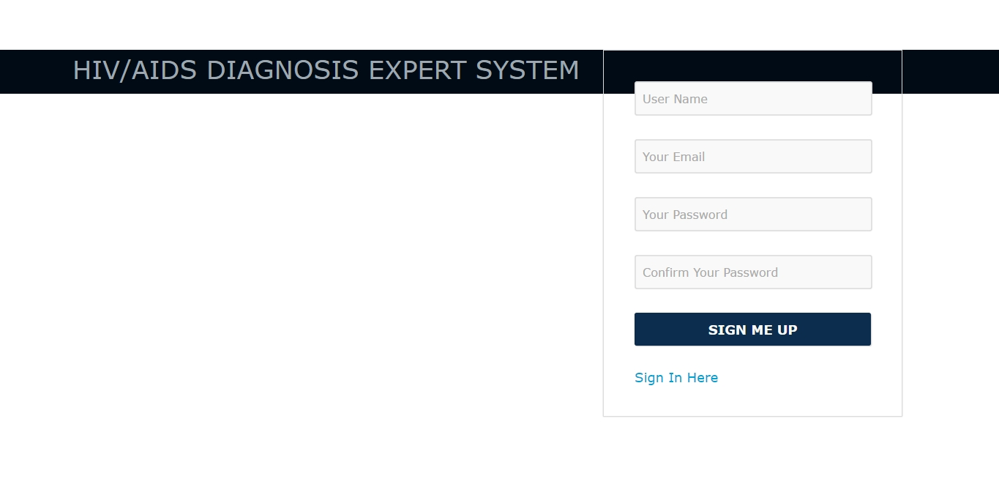 HIV/AIDS DIAGNOSIS EXPERT SYSTEM
User Name
Your Email
Your Password
Confirm Your Password
SIGN ME UP
Sign In Here